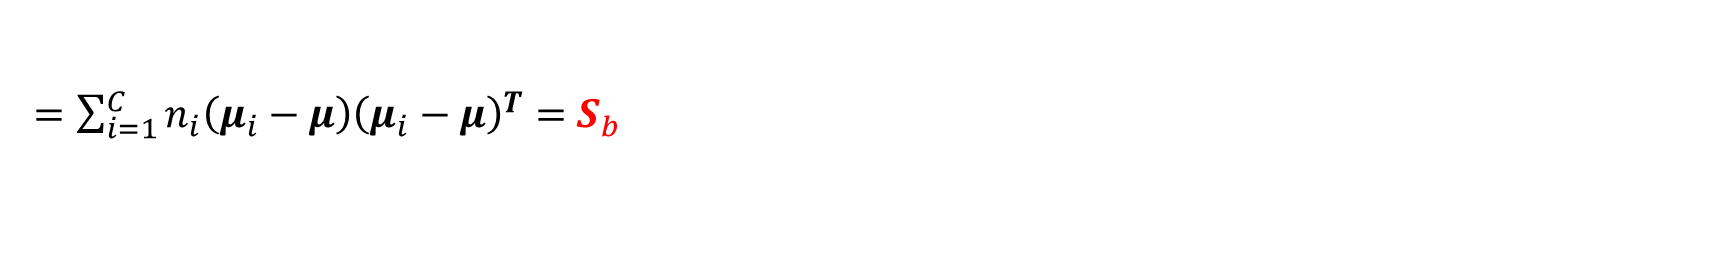 = ∑_{i=1}^{C} n_i(μ_i − μ)(μ_i − μ)^T = S_b